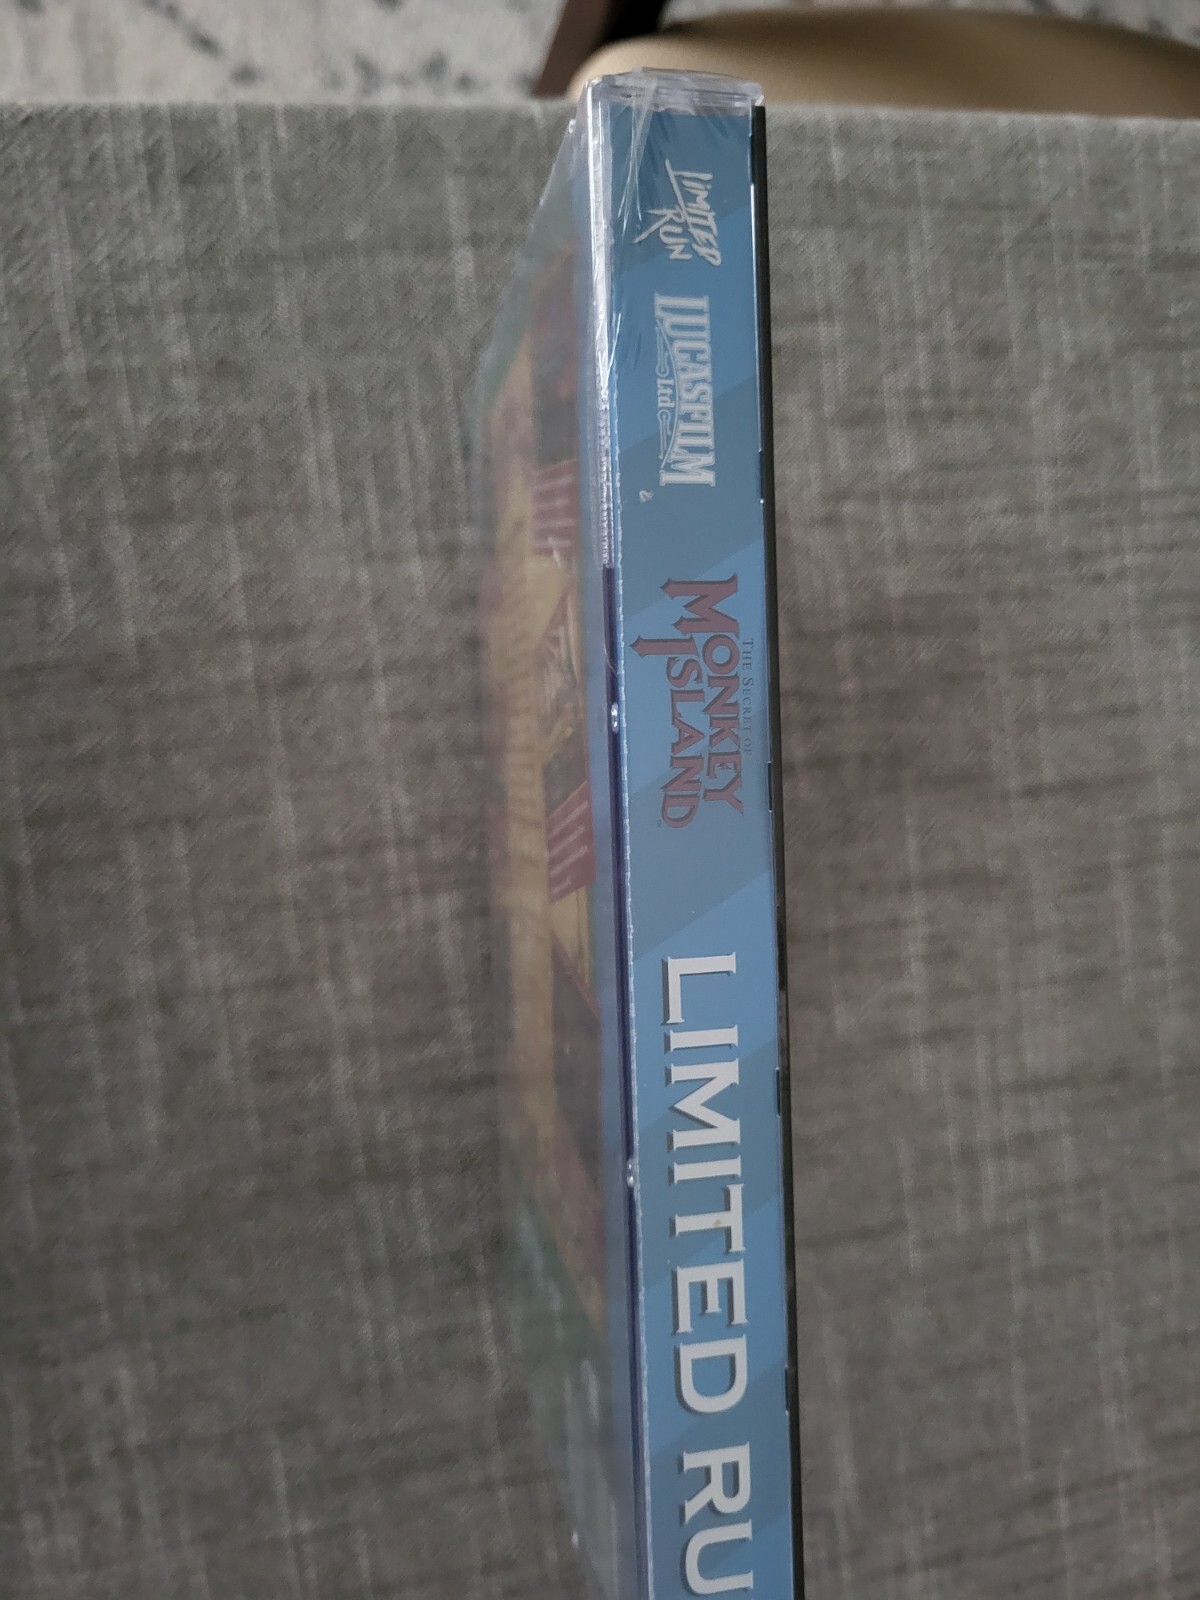 LIMITED
RUN
LUCASFILM
Ltd
&
THE SECRET OF
MONKEY
ISLAND
LIMITED RU